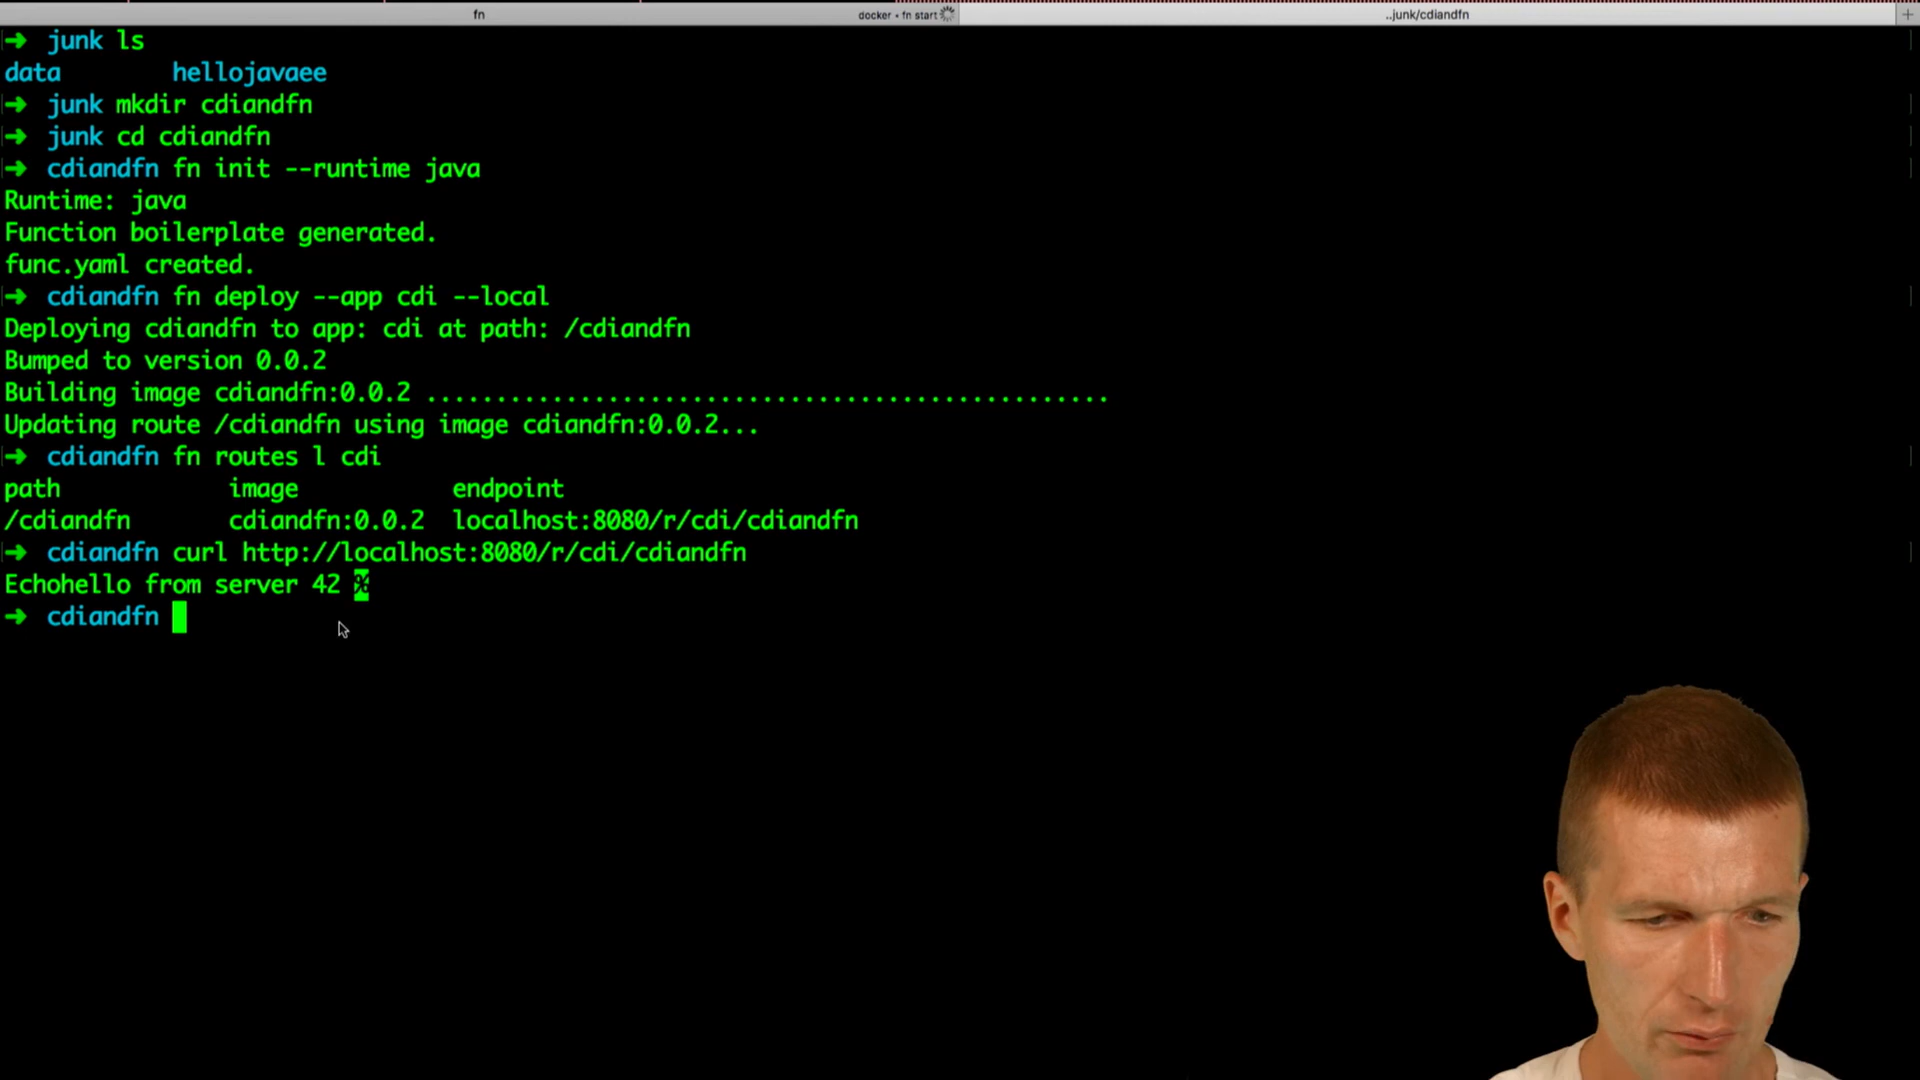 fn docker • fn start ..junk/cdiandfn +
➜ junk ls
data hellojavaee
➜ junk mkdir cdiandfn
➜ junk cd cdiandfn
➜ cdiandfn fn init --runtime java
Runtime: java
Function boilerplate generated.
func.yaml created.
➜ cdiandfn fn deploy --app cdi --local
Deploying cdiandfn to app: cdi at path: /cdiandfn
Bumped to version 0.0.2
Building image cdiandfn:0.0.2 .................................................
Updating route /cdiandfn using image cdiandfn:0.0.2...
➜ cdiandfn fn routes l cdi
path image endpoint
/cdiandfn cdiandfn:0.0.2 localhost:8080/r/cdi/cdiandfn
➜ cdiandfn curl http://localhost:8080/r/cdi/cdiandfn
Echohello from server 42 %
➜ cdiandfn